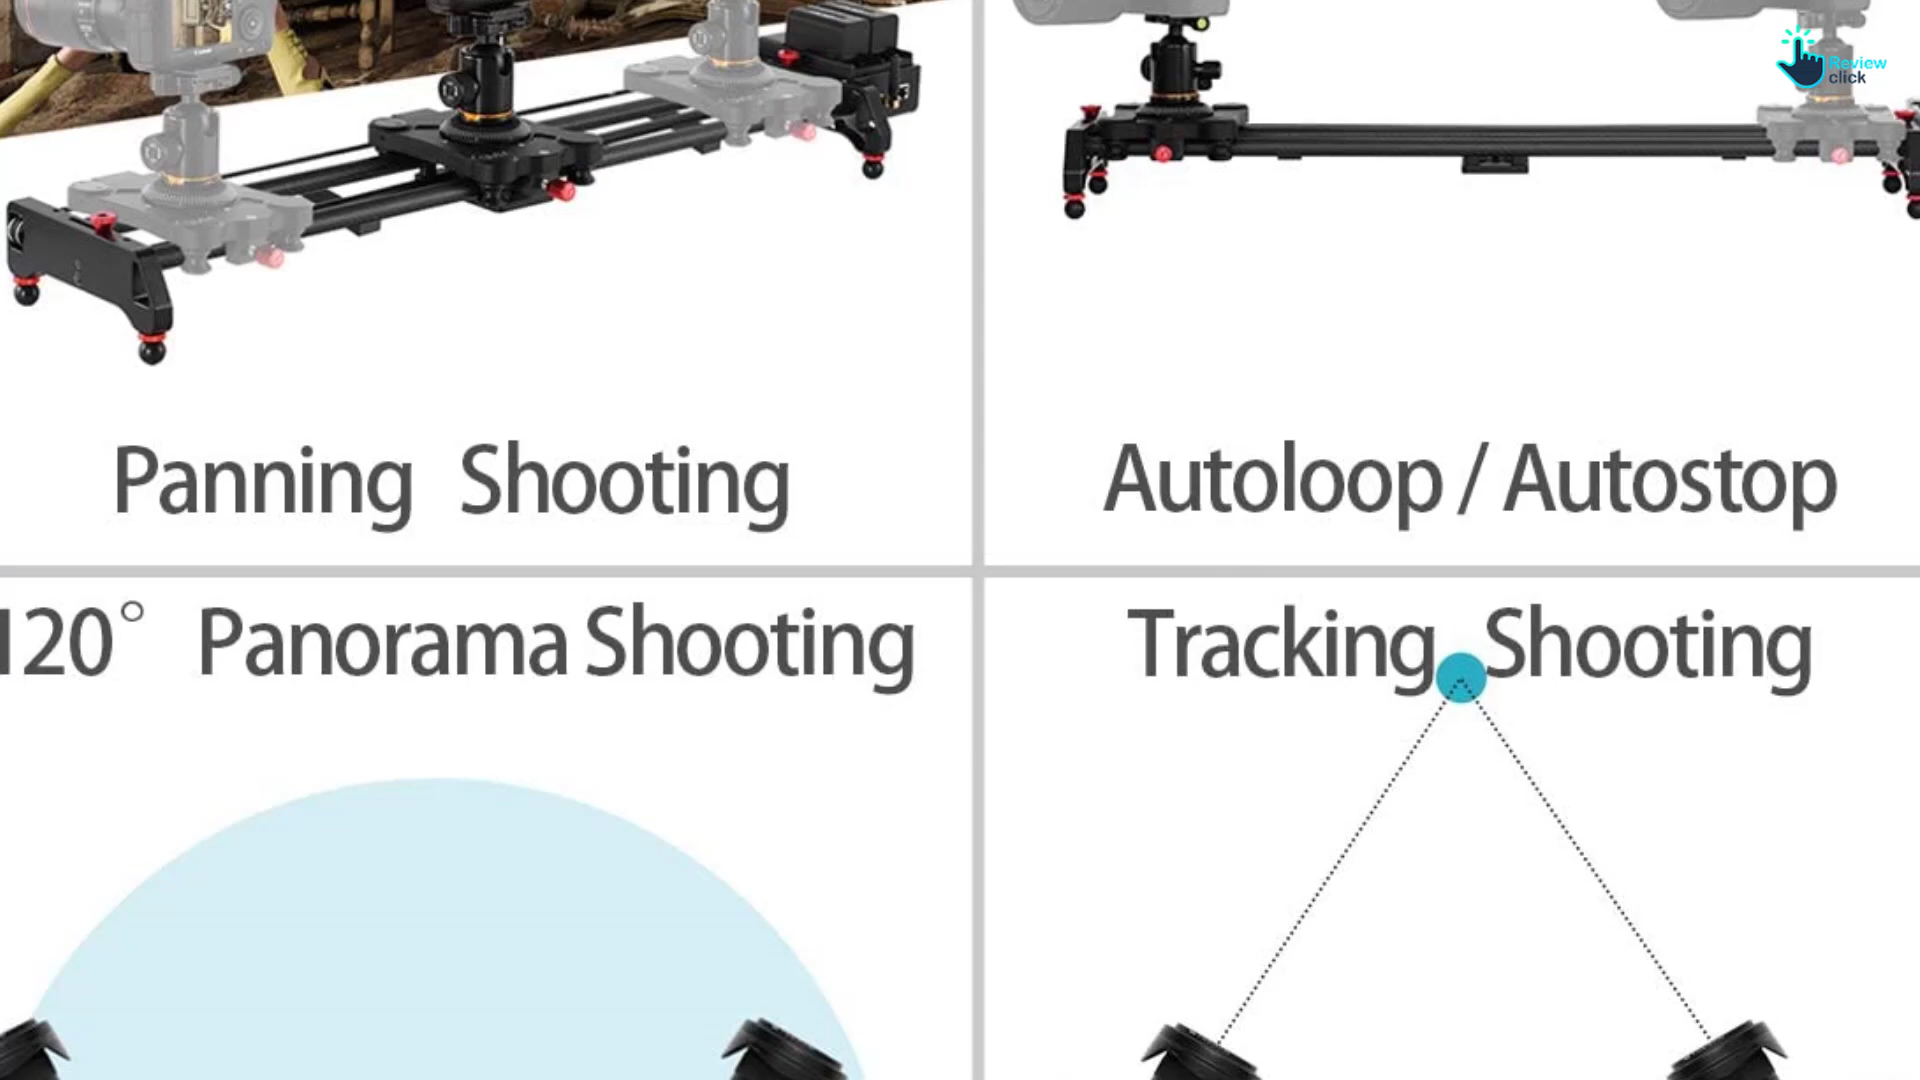 Review
click
Panning Shooting
Autoloop / Autostop
120° Panorama Shooting
Tracking Shooting